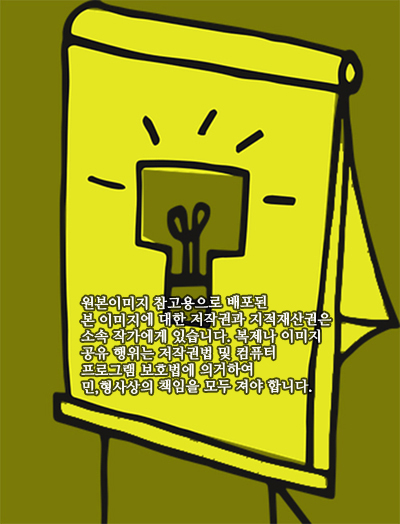 원본이미지 참고용으로 배포된
본 이미지에 대한 저작권과 지적재산권은
소속 작가에게 있습니다. 복제나 이미지
공유 행위는 저작권법 및 컴퓨터
프로그램 보호법에 의거하여
민,형사상의 책임을 모두 져야 합니다.